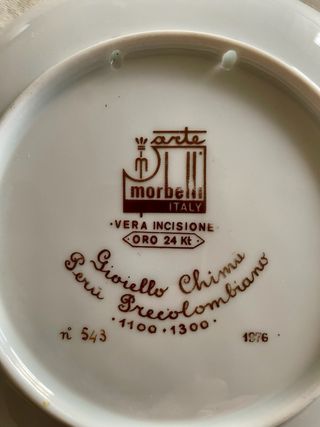 arte
morbelli
ITALY
·VERA INCISIONE·
ORO 24 Kt·
Gioiello Chimu
Perù Precolombiano
·1100·1300·
n° 543
1976